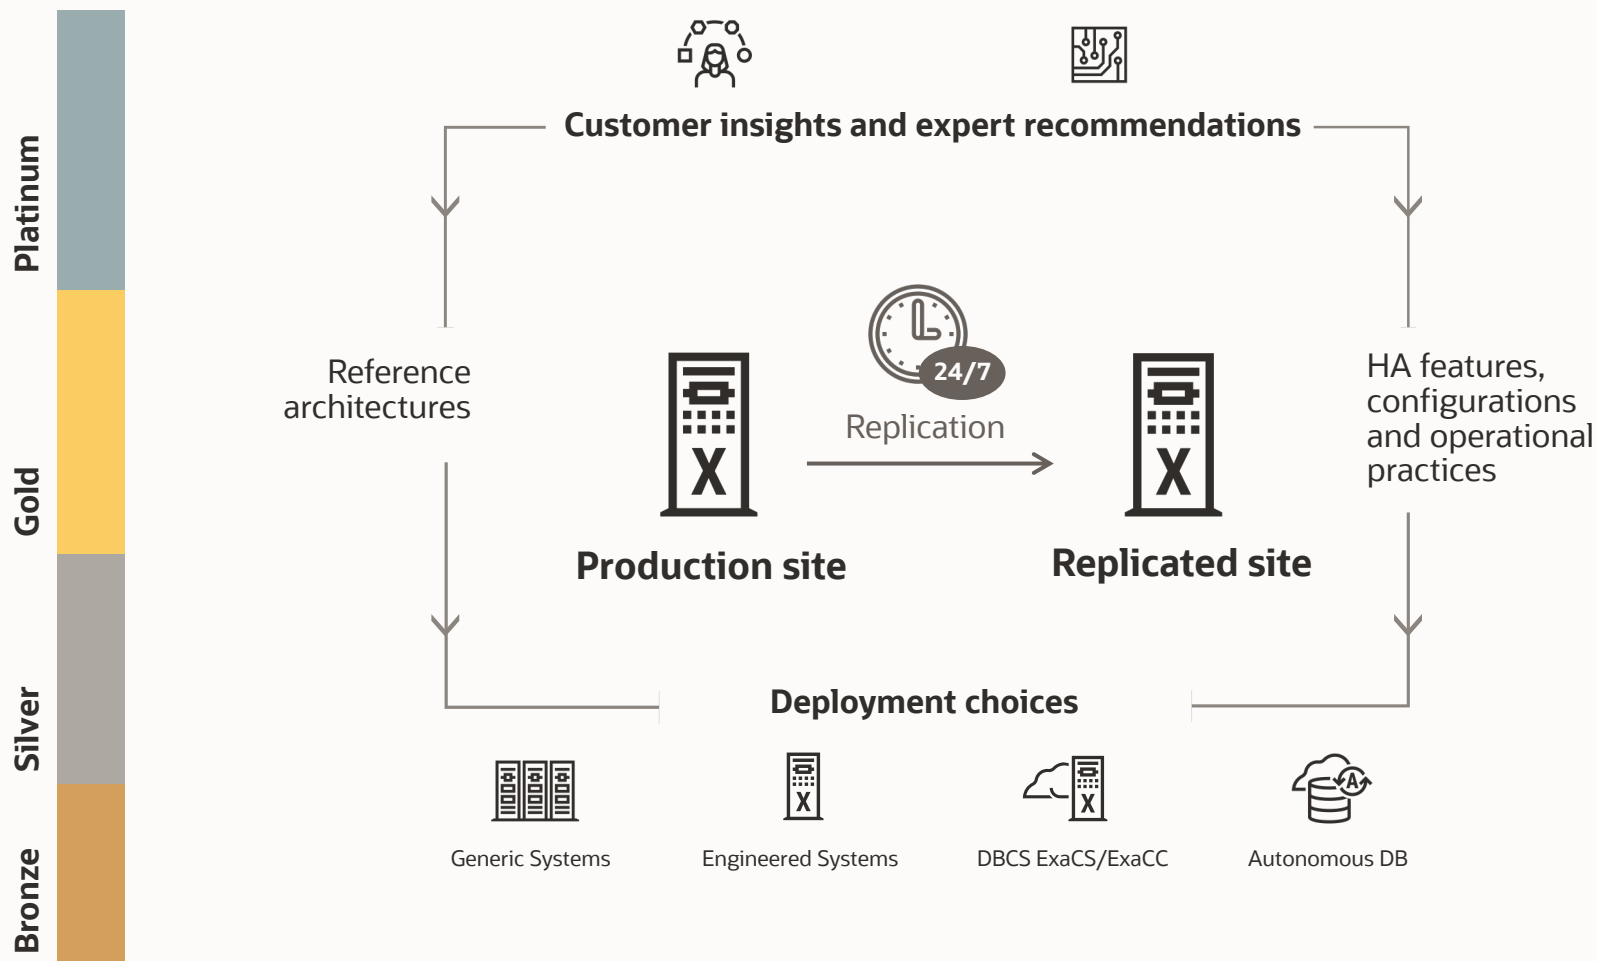 Platinum
Gold
Silver
Bronze
Customer insights and expert recommendations
Reference
architectures
24/7
Replication
X
Production site
X
Replicated site
HA features,
configurations
and operational
practices
Deployment choices
Generic Systems
X
Engineered Systems
X
DBCS ExaCS/ExaCC
A
Autonomous DB